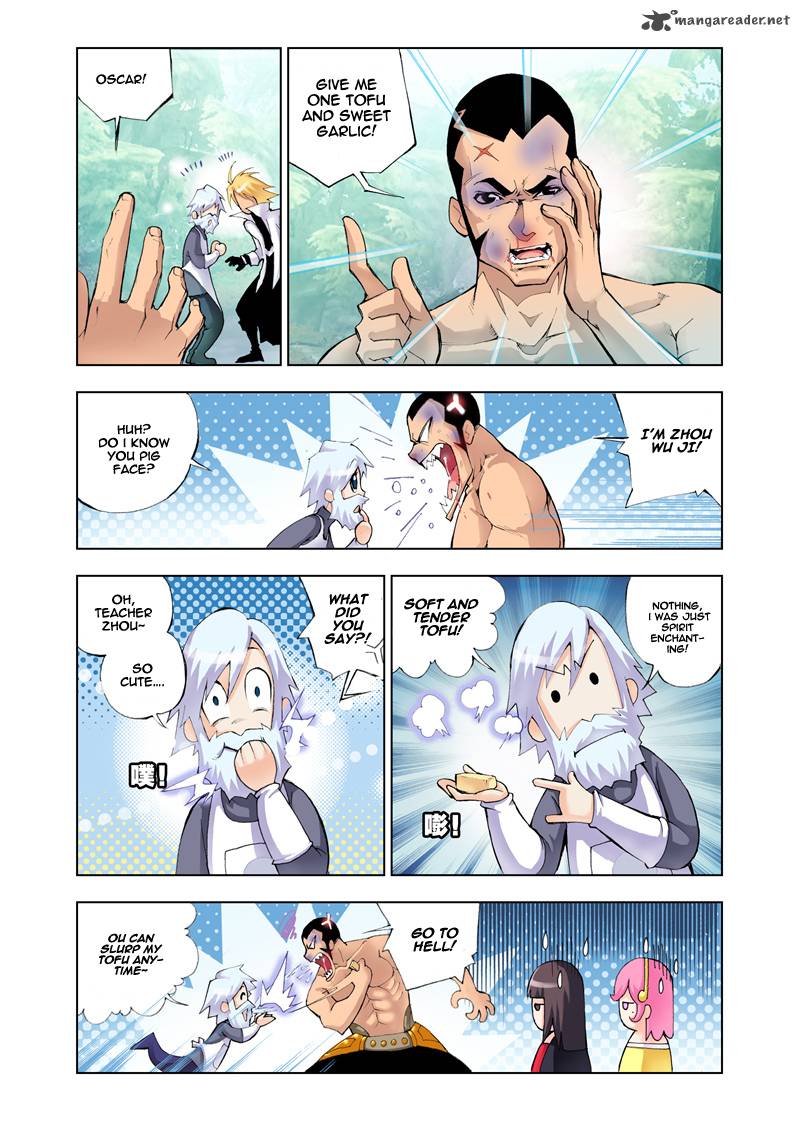 mangareader.net
OSCAR!
GIVE ME
ONE TOFU
AND SWEET
GARLIC!
HUH?
DO I KNOW
YOU PIG
FACE?
I'M ZHOU
WU JI!
OH,
TEACHER
ZHOU~
SO
CUTE....
WHAT
DID
YOU
SAY?!
噗!
SOFT AND
TENDER
TOFU!
NOTHING,
I WAS JUST
SPIRIT
ENCHANT-
ING!
嘭!
OU CAN
SLURP MY
TOFU ANY-
TIME~
GO TO
HELL!